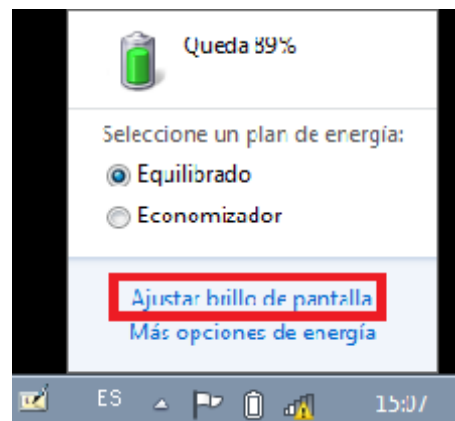 Queda 89%
Seleccione un plan de energía:
Equilibrado
Economizador
Ajustar brillo de pantalla
Más opciones de energía
ES 15:07